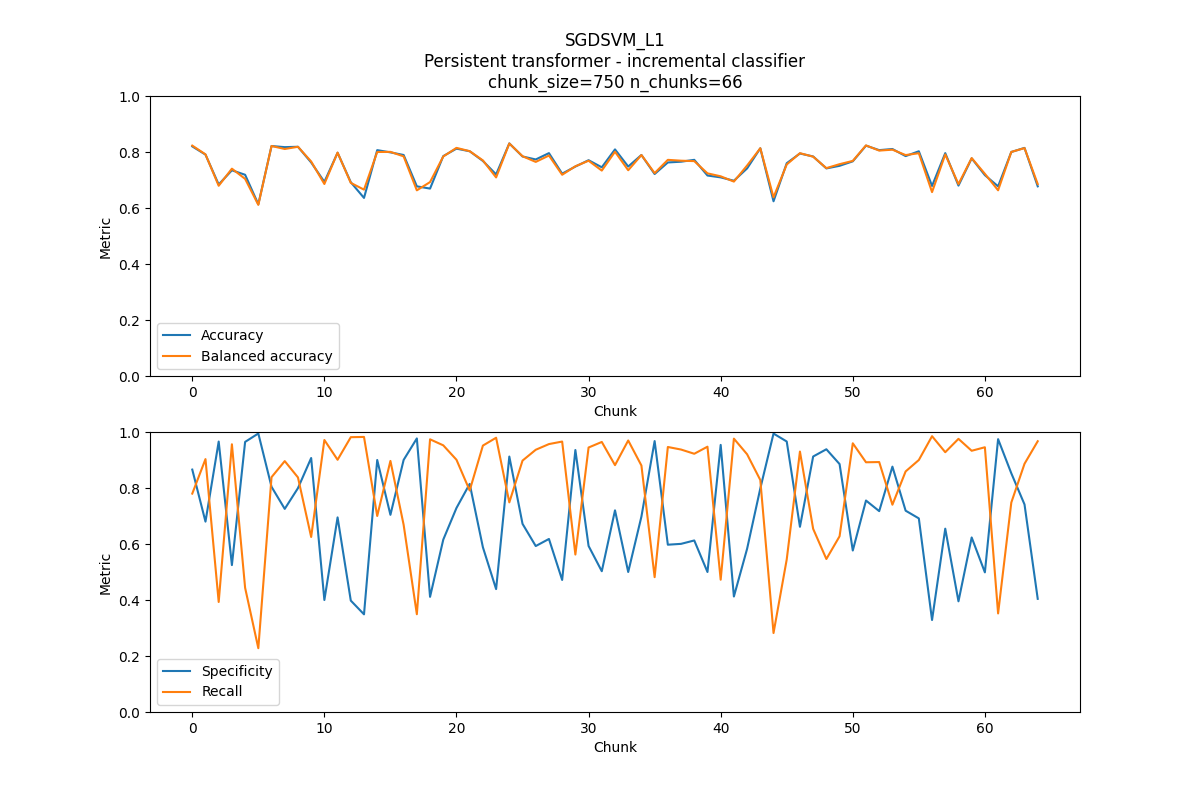 SGDSVM_L1
Persistent transformer - incremental classifier
chunk_size=750 n_chunks=66
1.0
0.8
0.6
0.4
0.2
0.0
Metric
Accuracy
Balanced accuracy
0 10 20 30 40 50 60
Chunk
1.0
0.8
0.6
0.4
0.2
0.0
Metric
Specificity
Recall
0 10 20 30 40 50 60
Chunk